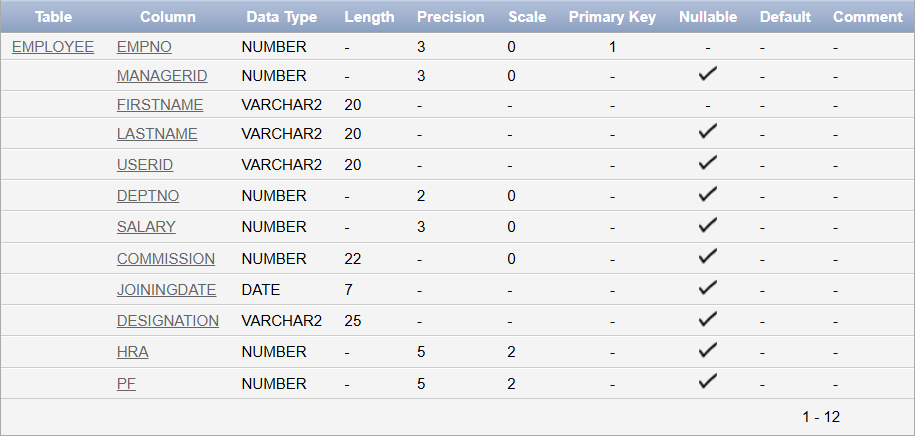 Table Column Data Type Length Precision Scale Primary Key Nullable Default Comment
EMPLOYEE EMPNO NUMBER - 3 0 1 - - -
MANAGERID NUMBER - 3 0 - ✓ - -
FIRSTNAME VARCHAR2 20 - - - - - -
LASTNAME VARCHAR2 20 - - - ✓ - -
USERID VARCHAR2 20 - - - ✓ - -
DEPTNO NUMBER - 2 0 - ✓ - -
SALARY NUMBER - 3 0 - ✓ - -
COMMISSION NUMBER 22 - 0 - ✓ - -
JOININGDATE DATE 7 - - - ✓ - -
DESIGNATION VARCHAR2 25 - - - ✓ - -
HRA NUMBER - 5 2 - ✓ - -
PF NUMBER - 5 2 - ✓ - -
1 - 12